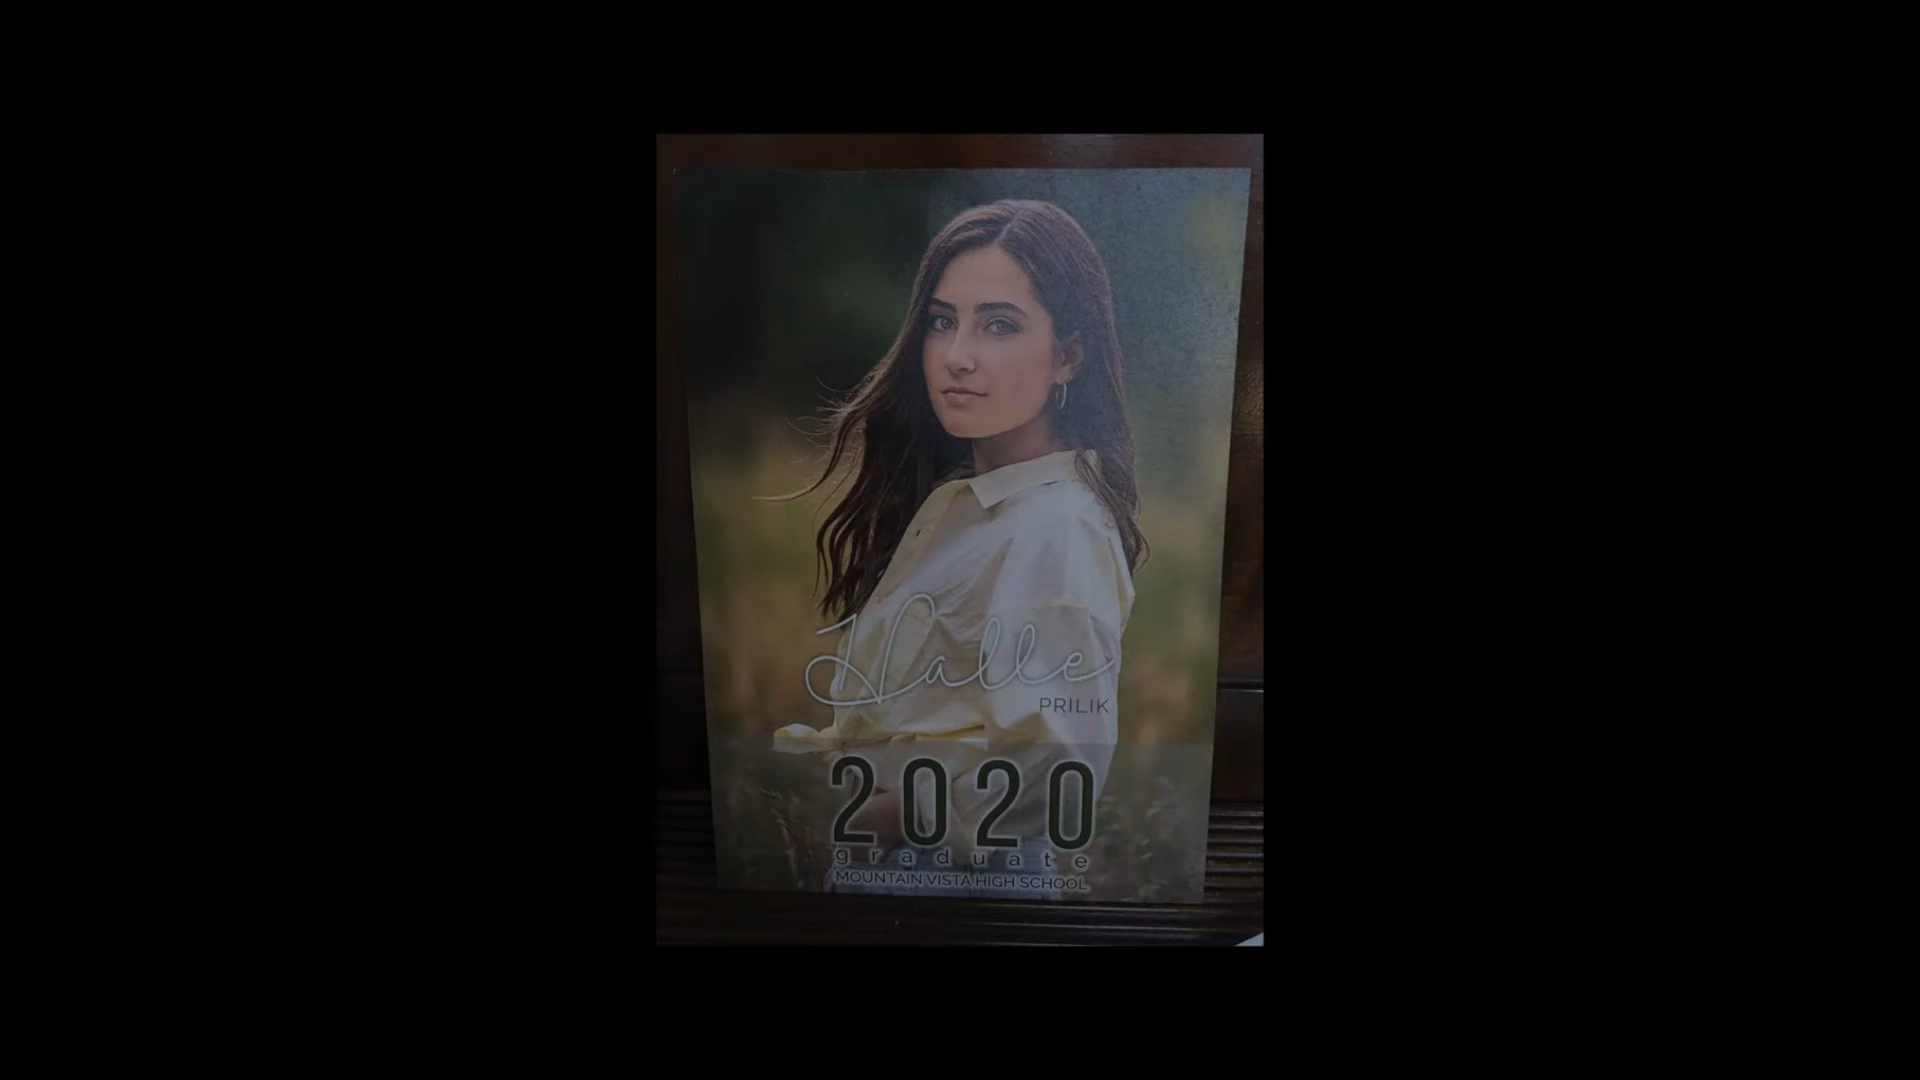 Halle
PRILIK
2020
graduate
MOUNTAIN VISTA HIGH SCHOOL